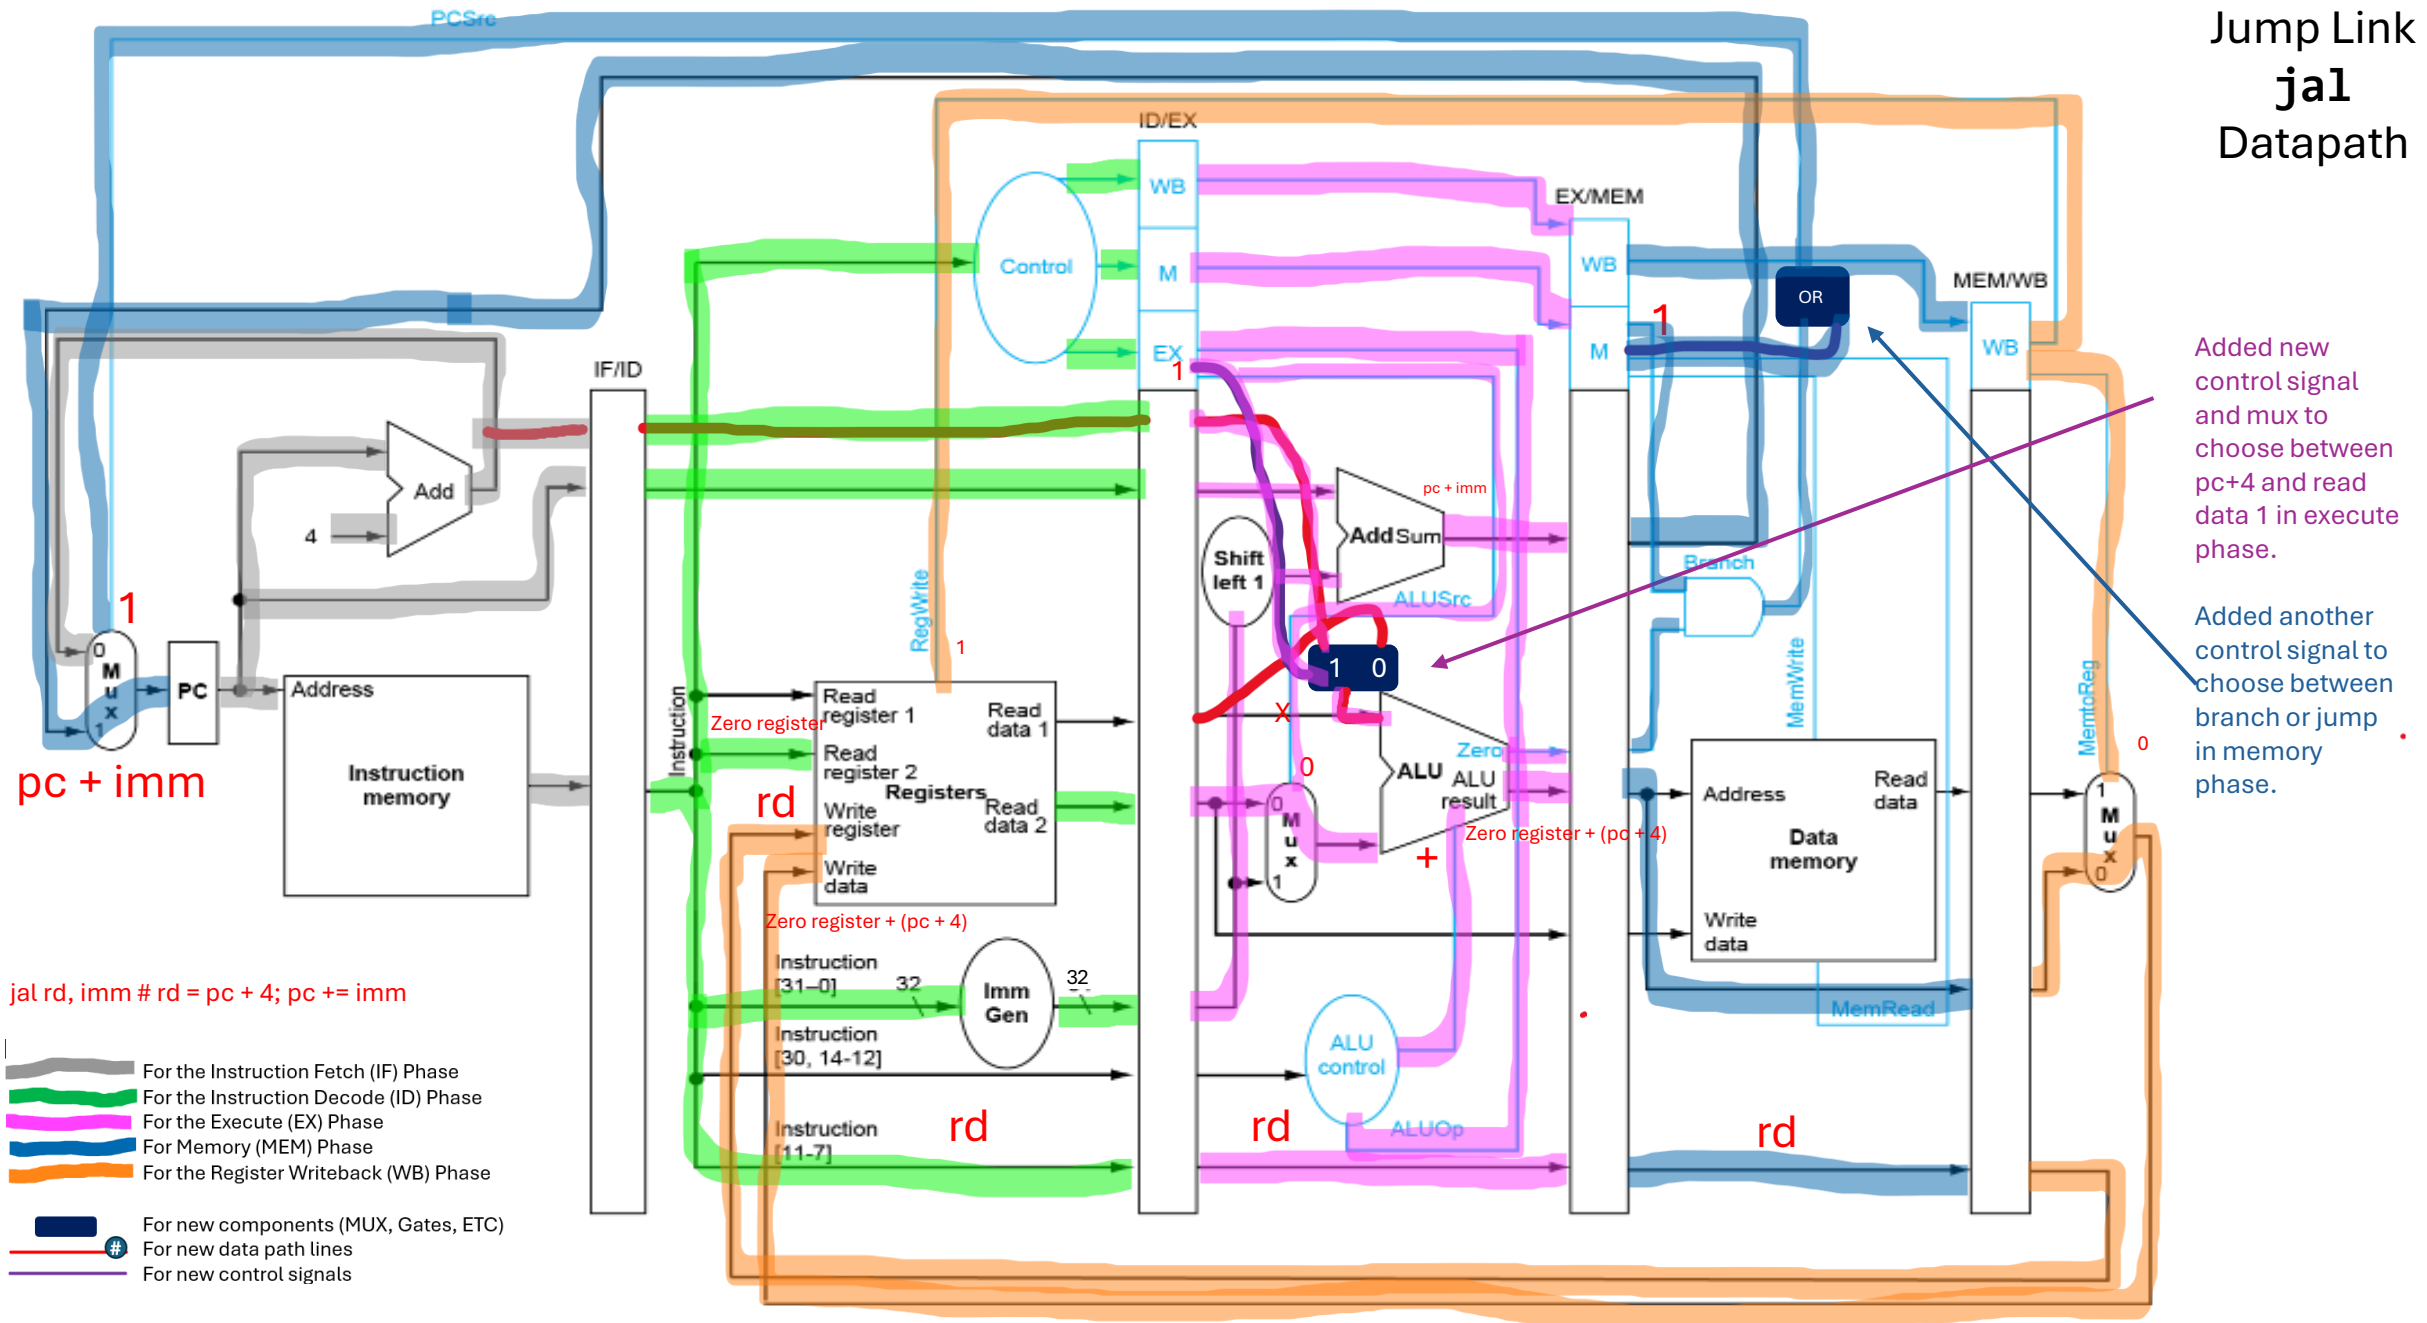 PCSrc
Jump Link
jal
Datapath
ID/EX
WB
EX/MEM
Control
M
WB
OR
MEM/WB
1
Added new
control signal
and mux to
choose between
pc+4 and read
data 1 in execute
phase.
EX
M
WB
IF/ID
1
Add
4
pc + imm
Add Sum
Shift
left 1
Branch
RegWrite
ALUSrc
1
0
M
u
x
1
PC
Address
Instruction
memory
1
1 0
MemWrite
MemtoReg
Added another
control signal to
choose between
branch or jump
in memory
phase.
pc + imm
Instruction
Zero register
Read
register 1
Read
data 1
Read
register 2
Registers
Write
register
Read
data 2
Write
data
rd
X
0
0
M
u
x
1
Zero
ALU
ALU
result
Zero register + (pc + 4)
+
Address
Read
data
Data
memory
Write
data
0
1
M
u
x
0
Zero register + (pc + 4)
Instruction
[31–0]
32
Imm
Gen
32
MemRead
jal rd, imm # rd = pc + 4; pc += imm
Instruction
[30, 14-12]
ALU
control
For the Instruction Fetch (IF) Phase
For the Instruction Decode (ID) Phase
For the Execute (EX) Phase
For Memory (MEM) Phase
For the Register Writeback (WB) Phase
Instruction
[11-7]
rd
rd
ALUOp
rd
For new components (MUX, Gates, ETC)
# For new data path lines
For new control signals